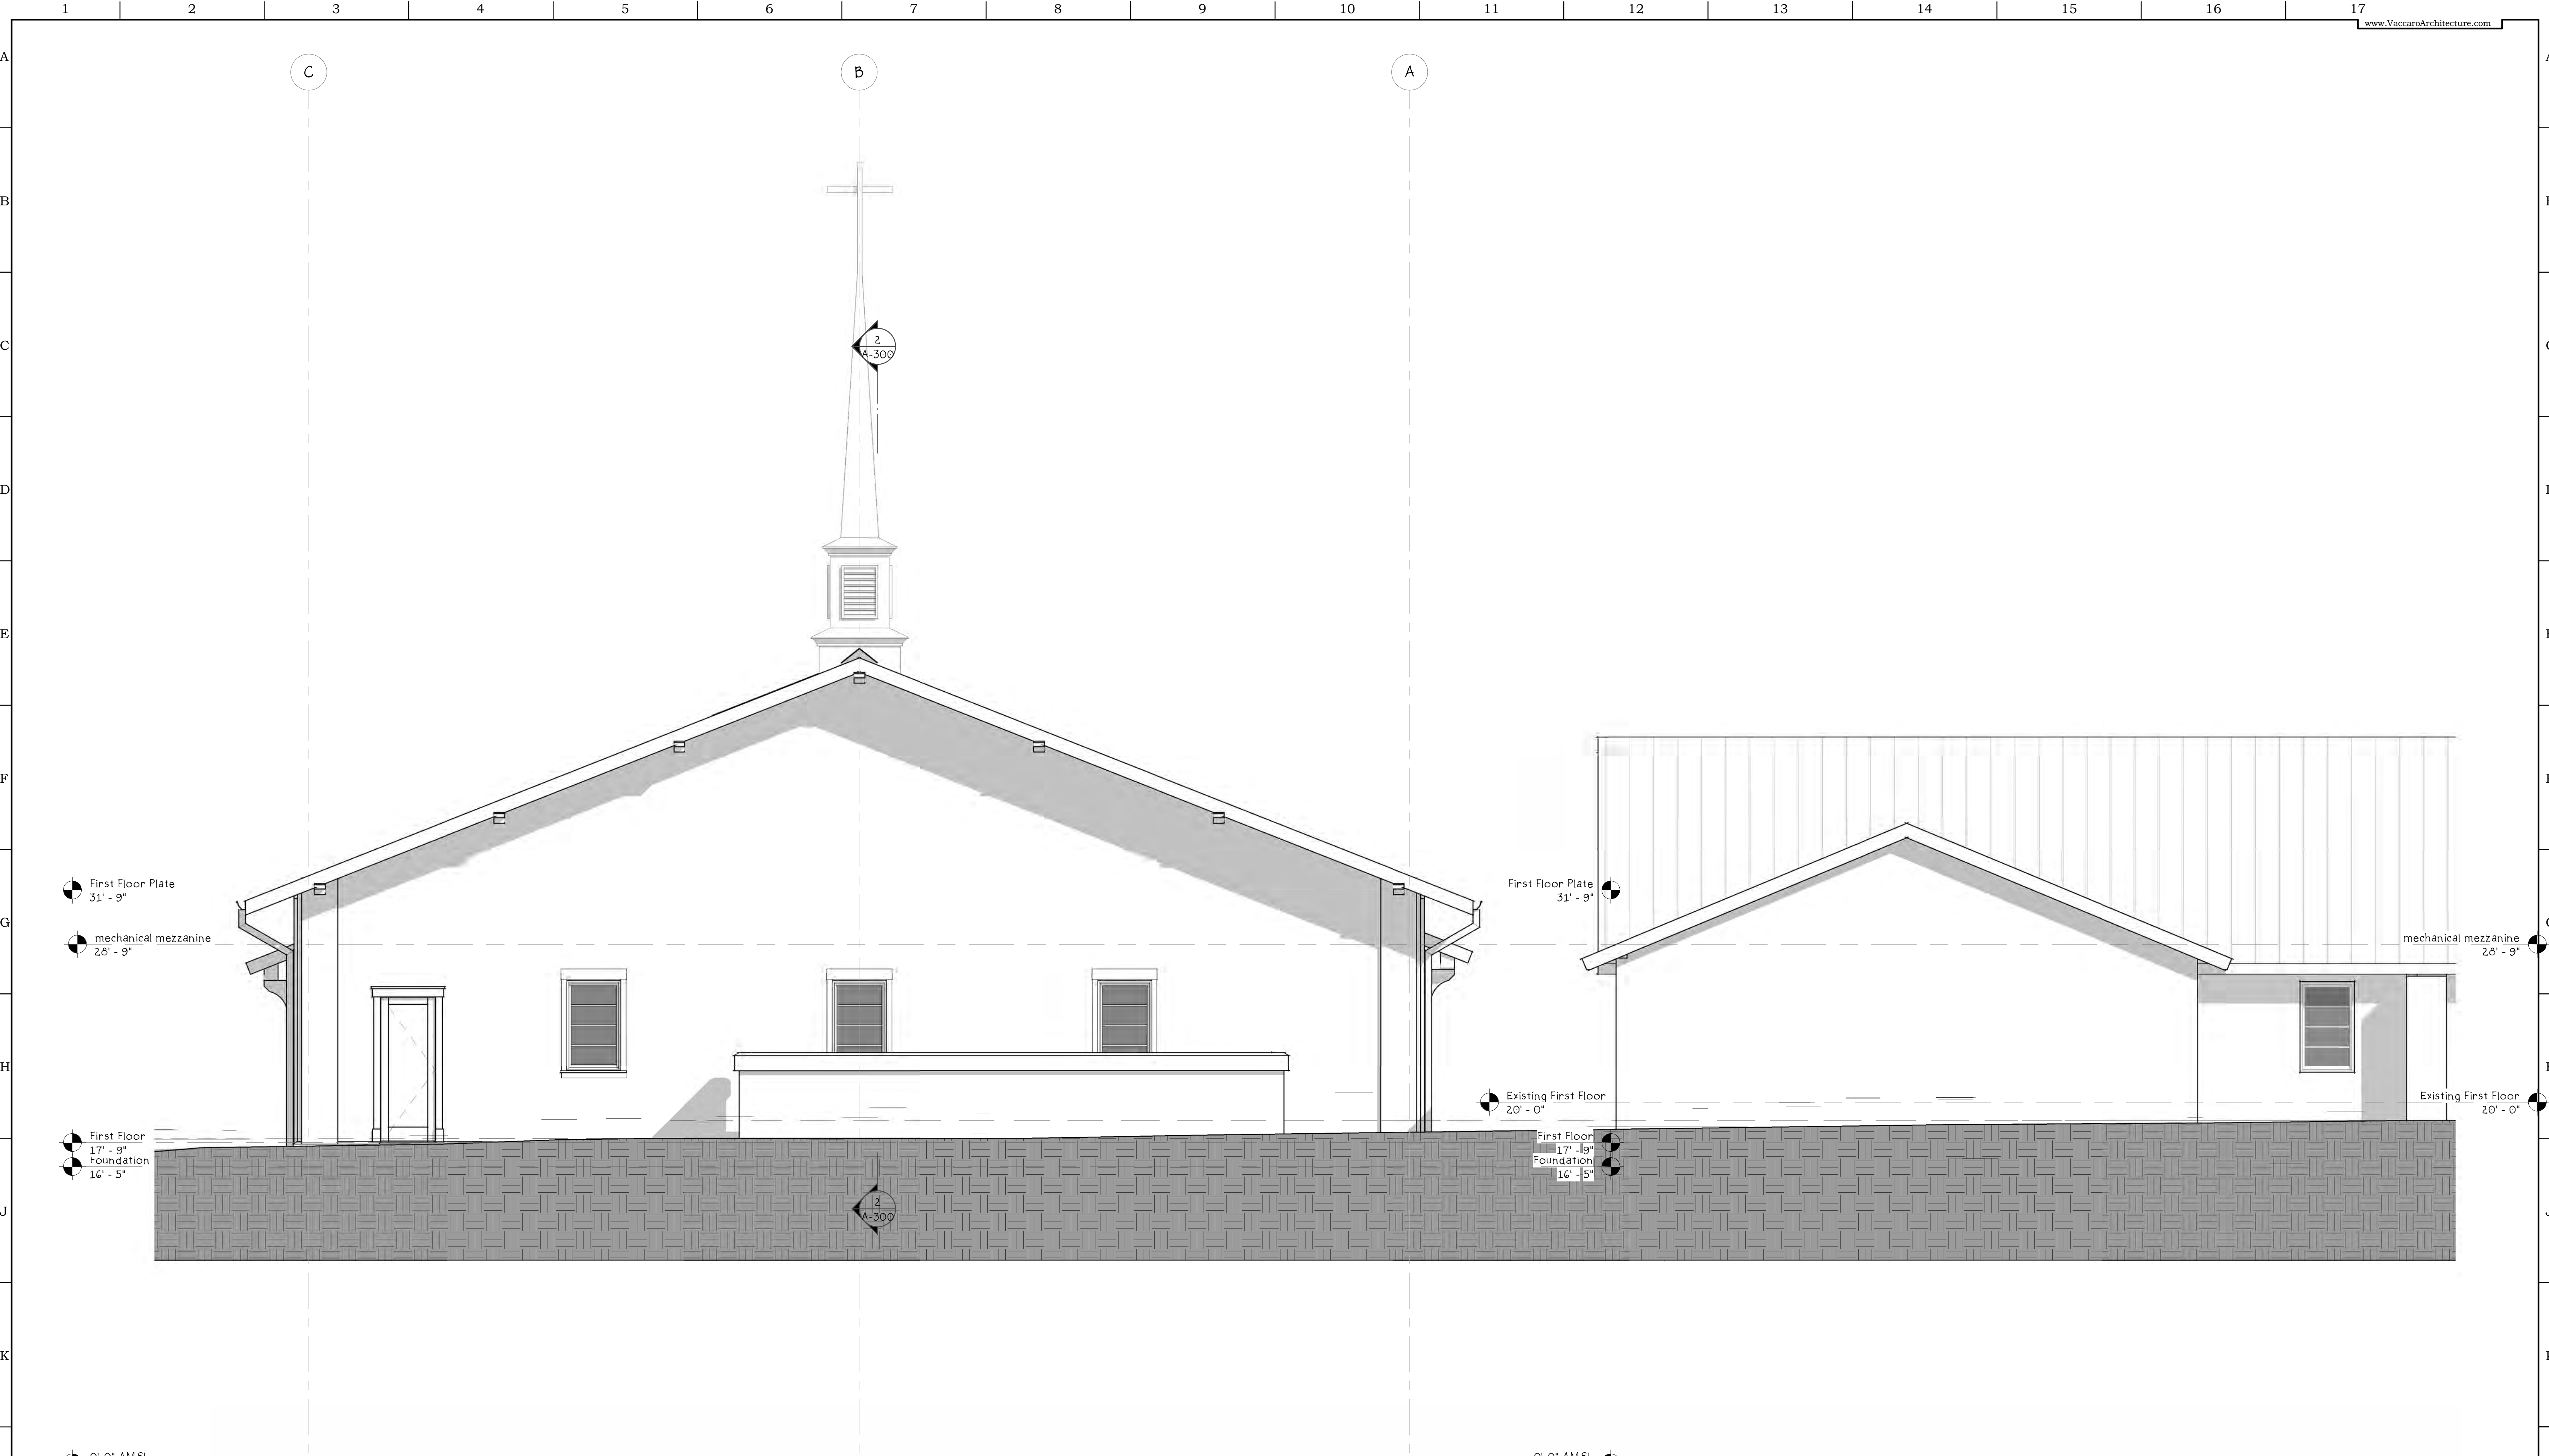 1 2 3 4 5 6 7 8 9 10 11 12 13 14 15 16 17
www.VaccaroArchitecture.com
A
C B A
B
2
C
A-300
D
E
F
First Floor Plate
31' - 9"
First Floor Plate
31' - 9"
G
mechanical mezzanine
28' - 9"
mechanical mezzanine
28' - 9"
H
Existing First Floor
20' - 0"
Existing First Floor
20' - 0"
First Floor
17' - 9"
Foundation
16' - 5"
First Floor
17' - 9"
Foundation
16' - 5"
J
2
A-300
K